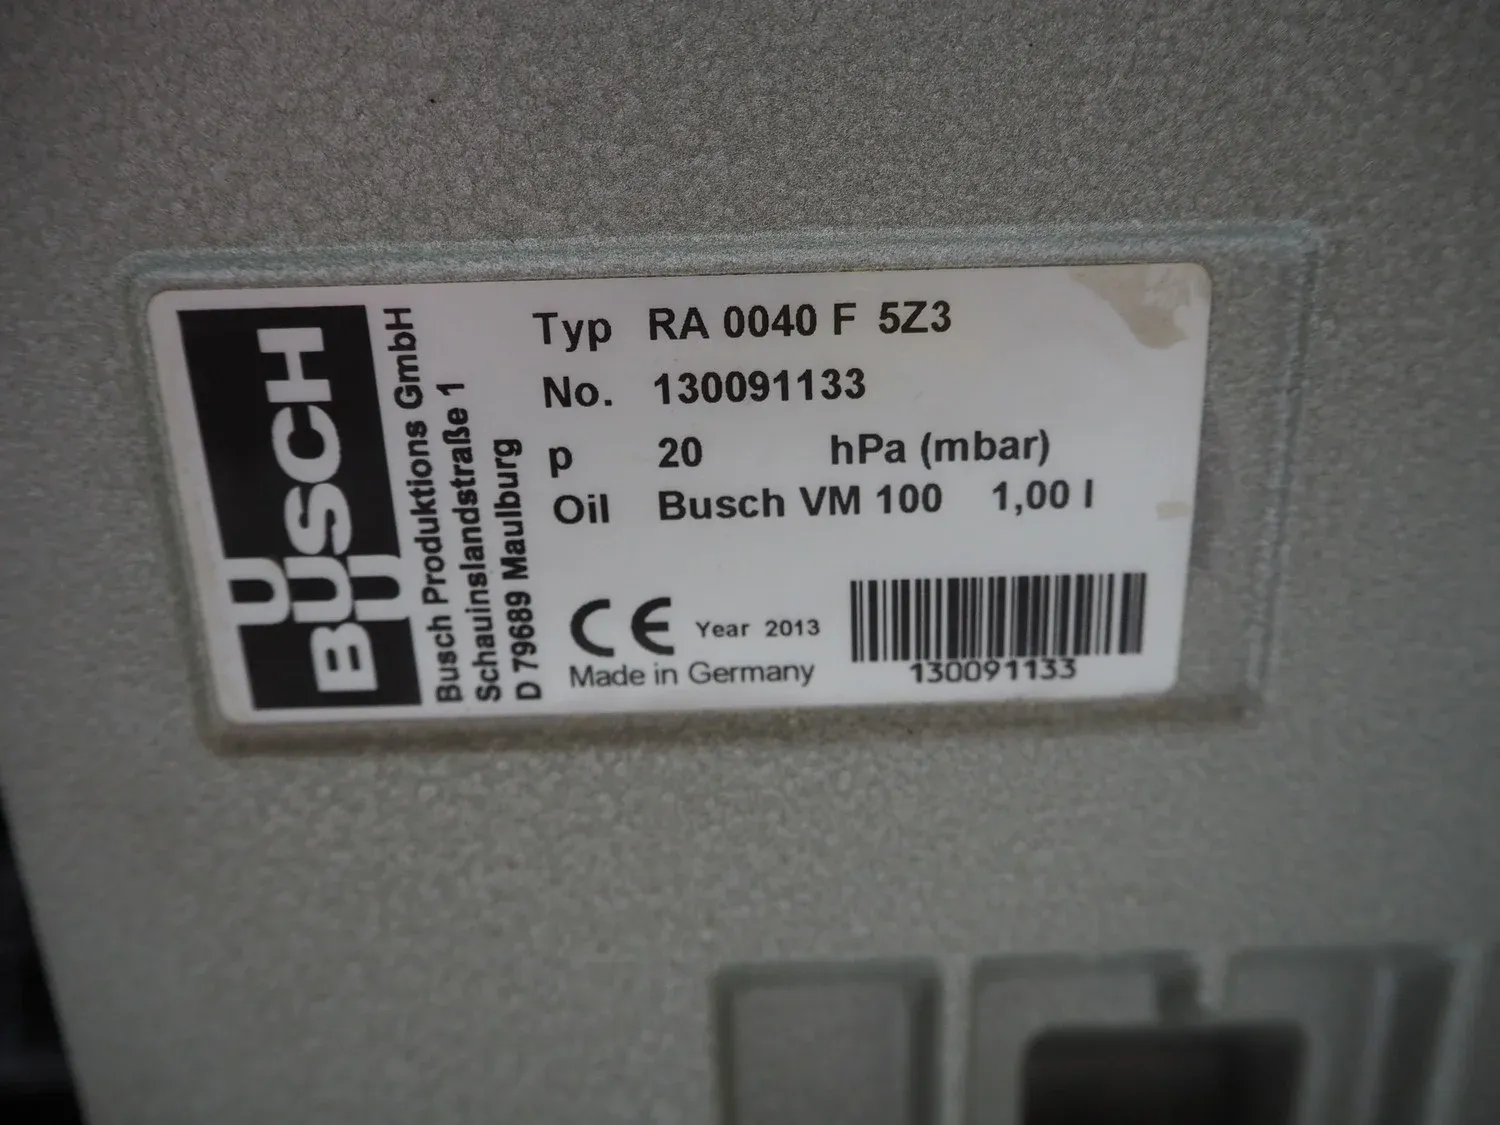 BUSCH
Busch Produktions GmbH
Schauinslandstraße 1
D 79689 Maulburg
Typ RA 0040 F 5Z3
No. 130091133
p 20 hPa (mbar)
Oil Busch VM 100 1,00 l
CE Year 2013
Made in Germany
130091133